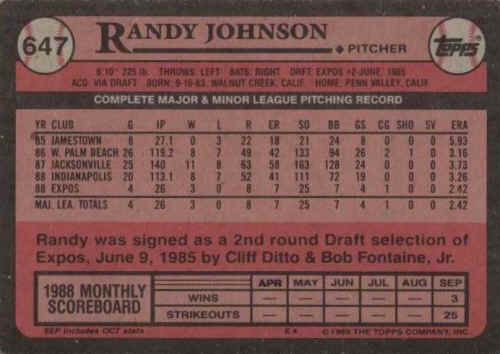 647
RANDY JOHNSON
PITCHER
Topps
6'10" 225 lb. THROWS: LEFT BATS: RIGHT DRAFT: EXPOS #2-JUNE, 1985
ACQ: VIA DRAFT BORN: 9-10-63, WALNUT CREEK, CALIF. HOME: PENN VALLEY, CALIF.
COMPLETE MAJOR & MINOR LEAGUE PITCHING RECORD
YR CLUB G IP W L R ER SO BB GS CG SHO SV ERA
85 JAMESTOWN 8 27.1 0 3 22 18 21 24 8 0 0 0 5.93
86 W. PALM BEACH 26 119.2 8 7 49 42 133 94 26 2 1 0 3.16
87 JACKSONVILLE 25 140 11 8 63 58 163 128 24 0 0 0 3.73
88 INDIANAPOLIS 20 113.1 8 7 52 41 111 72 19 0 0 0 3.26
88 EXPOS 4 26 3 0 8 7 25 7 4 1 0 0 2.42
MAJ. LEA. TOTALS 4 26 3 0 8 7 25 7 4 1 0 0 2.42
Randy was signed as a 2nd round Draft selection of
Expos, June 9, 1985 by Cliff Ditto & Bob Fontaine, Jr.
1988 MONTHLY SCOREBOARD
APR MAY JUN JUL AUG SEP
WINS — — — — — 3
STRIKEOUTS — — — — — 25
SEP includes OCT stats
© 1989 THE TOPPS COMPANY, INC.